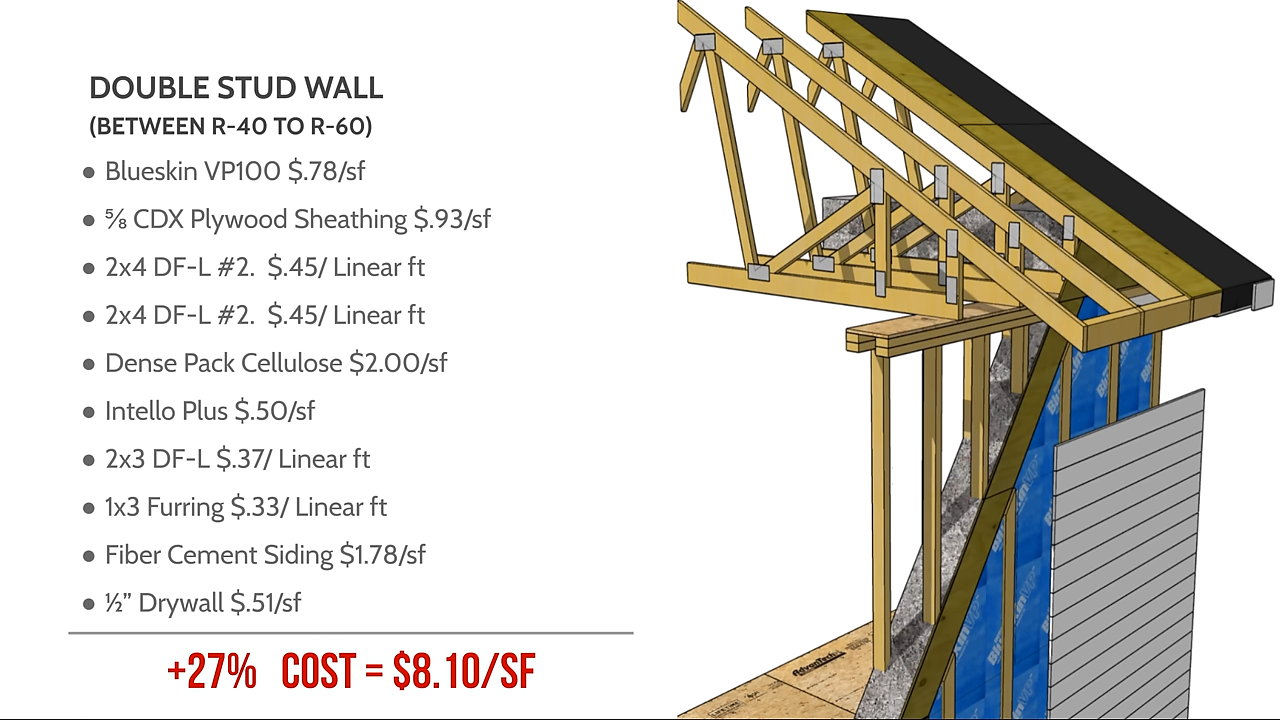 DOUBLE STUD WALL
(BETWEEN R-40 TO R-60)
● Blueskin VP100 $.78/sf
● ⅝ CDX Plywood Sheathing $.93/sf
● 2x4 DF-L #2.  $.45/ Linear ft
● 2x4 DF-L #2.  $.45/ Linear ft
● Dense Pack Cellulose $2.00/sf
● Intello Plus $.50/sf
● 2x3 DF-L $.37/ Linear ft
● 1x3 Furring $.33/ Linear ft
● Fiber Cement Siding $1.78/sf
● ½” Drywall $.51/sf
+27%  COST = $8.10/SF
AdvanTech